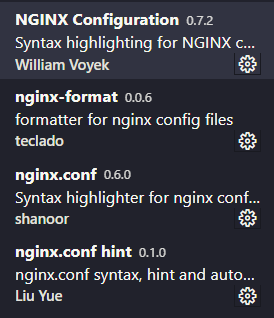 NGINX Configuration 0.7.2
Syntax highlighting for NGINX c...
William Voyek
nginx-format 0.0.6
formatter for nginx config files
teclado
nginx.conf 0.6.0
Syntax highlighter for nginx conf...
shanoor
nginx.conf hint 0.1.0
nginx.conf syntax, hint and auto...
Liu Yue